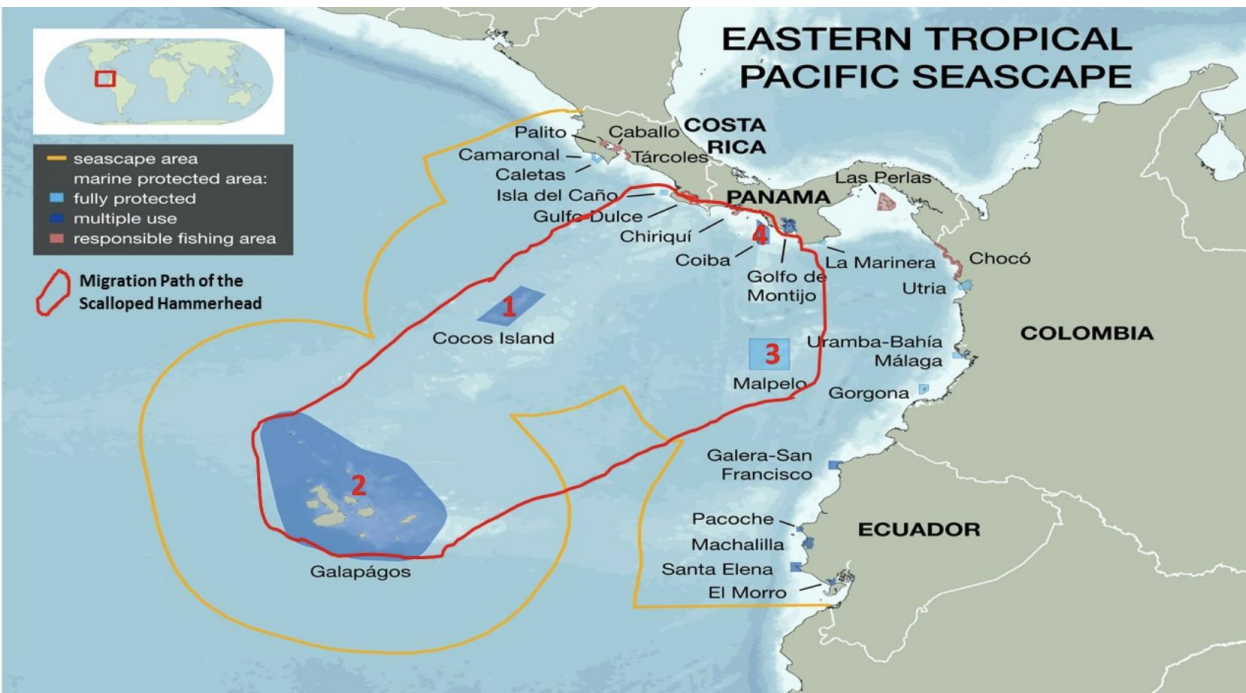 EASTERN TROPICAL
PACIFIC SEASCAPE
seascape area
marine protected area:
fully protected
multiple use
responsible fishing area
Migration Path of the
Scalloped Hammerhead
COSTA
RICA
PANAMA
COLOMBIA
ECUADOR
Palito
Caballo
Camaronal
Tárcoles
Caletas
Isla del Caño
Gulfo Dulce
Chiriquí
Coiba
4
Golfo de
Montijo
La Marinera
Las Perlas
Chocó
Utria
1
Cocos Island
3
Malpelo
Uramba-Bahía
Málaga
Gorgona
2
Galapágos
Galera-San
Francisco
Pacoche
Machalilla
Santa Elena
El Morro